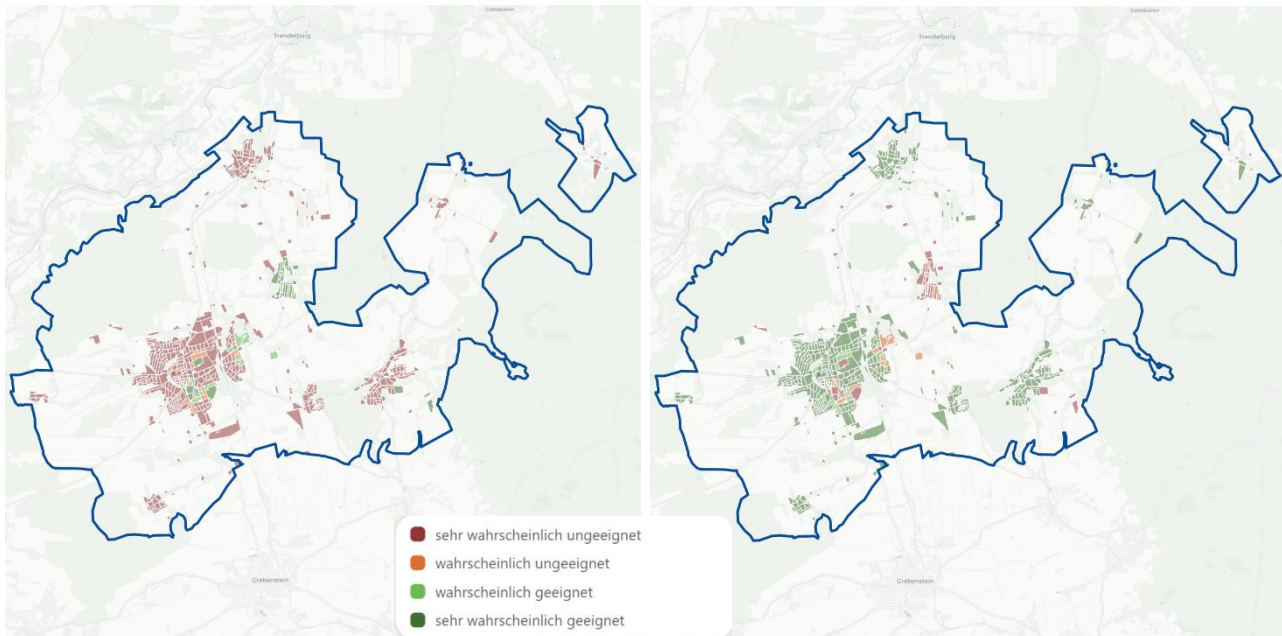 Gottsbüren
Trendelburg
Gottsbüren
Trendelburg
sehr wahrscheinlich ungeeignet
wahrscheinlich ungeeignet
wahrscheinlich geeignet
sehr wahrscheinlich geeignet
Grebenstein
Grebenstein